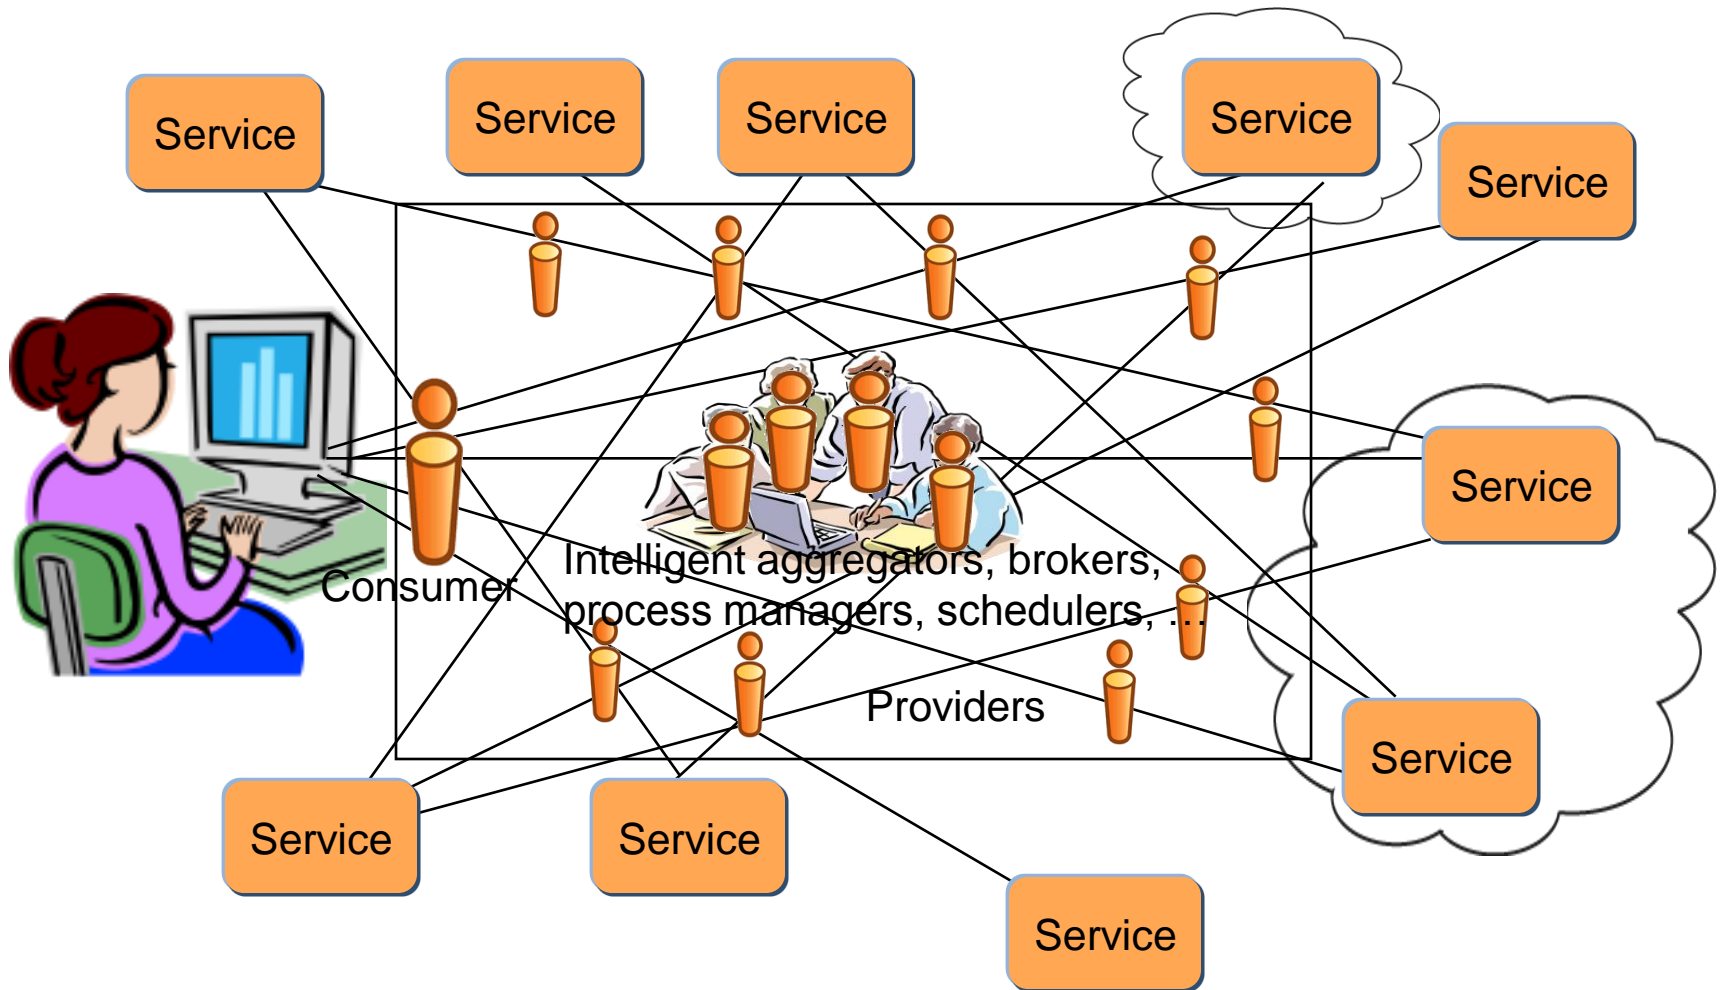 Service
Service
Service
Service
Service
Service
Consumer
Intelligent aggregators, brokers,
process managers, schedulers, …
Providers
Service
Service
Service
Service